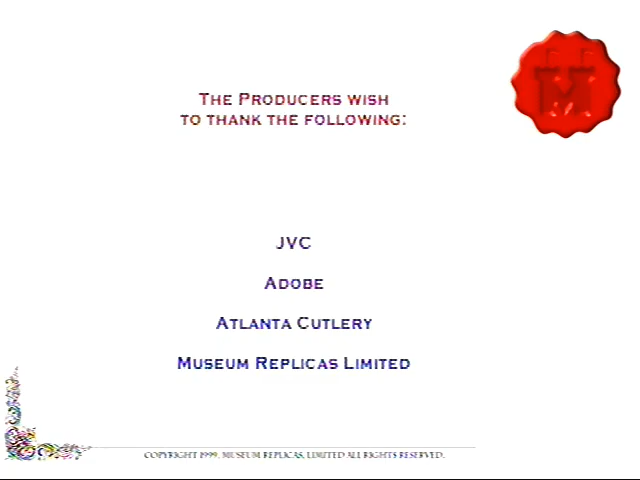 The Producers wish
to thank the following:
JVC
Adobe
Atlanta Cutlery
Museum Replicas Limited
Copyright 1999, Museum Replicas, Limited All Rights Reserved.